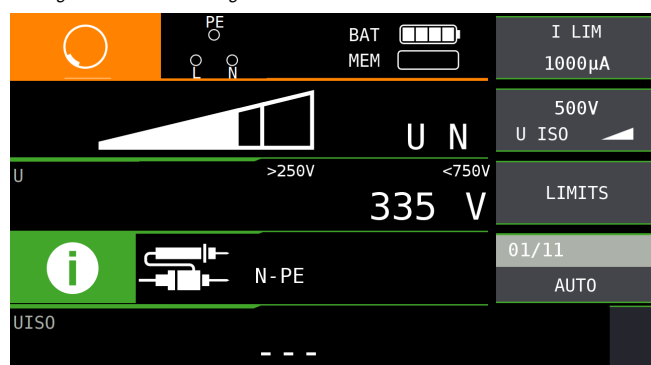 PE
L N
BAT
MEM
I LIM
1000µA
500V
U ISO
U N
U
>250V <750V
335 V
LIMITS
i
N-PE
01/11
AUTO
UISO
---